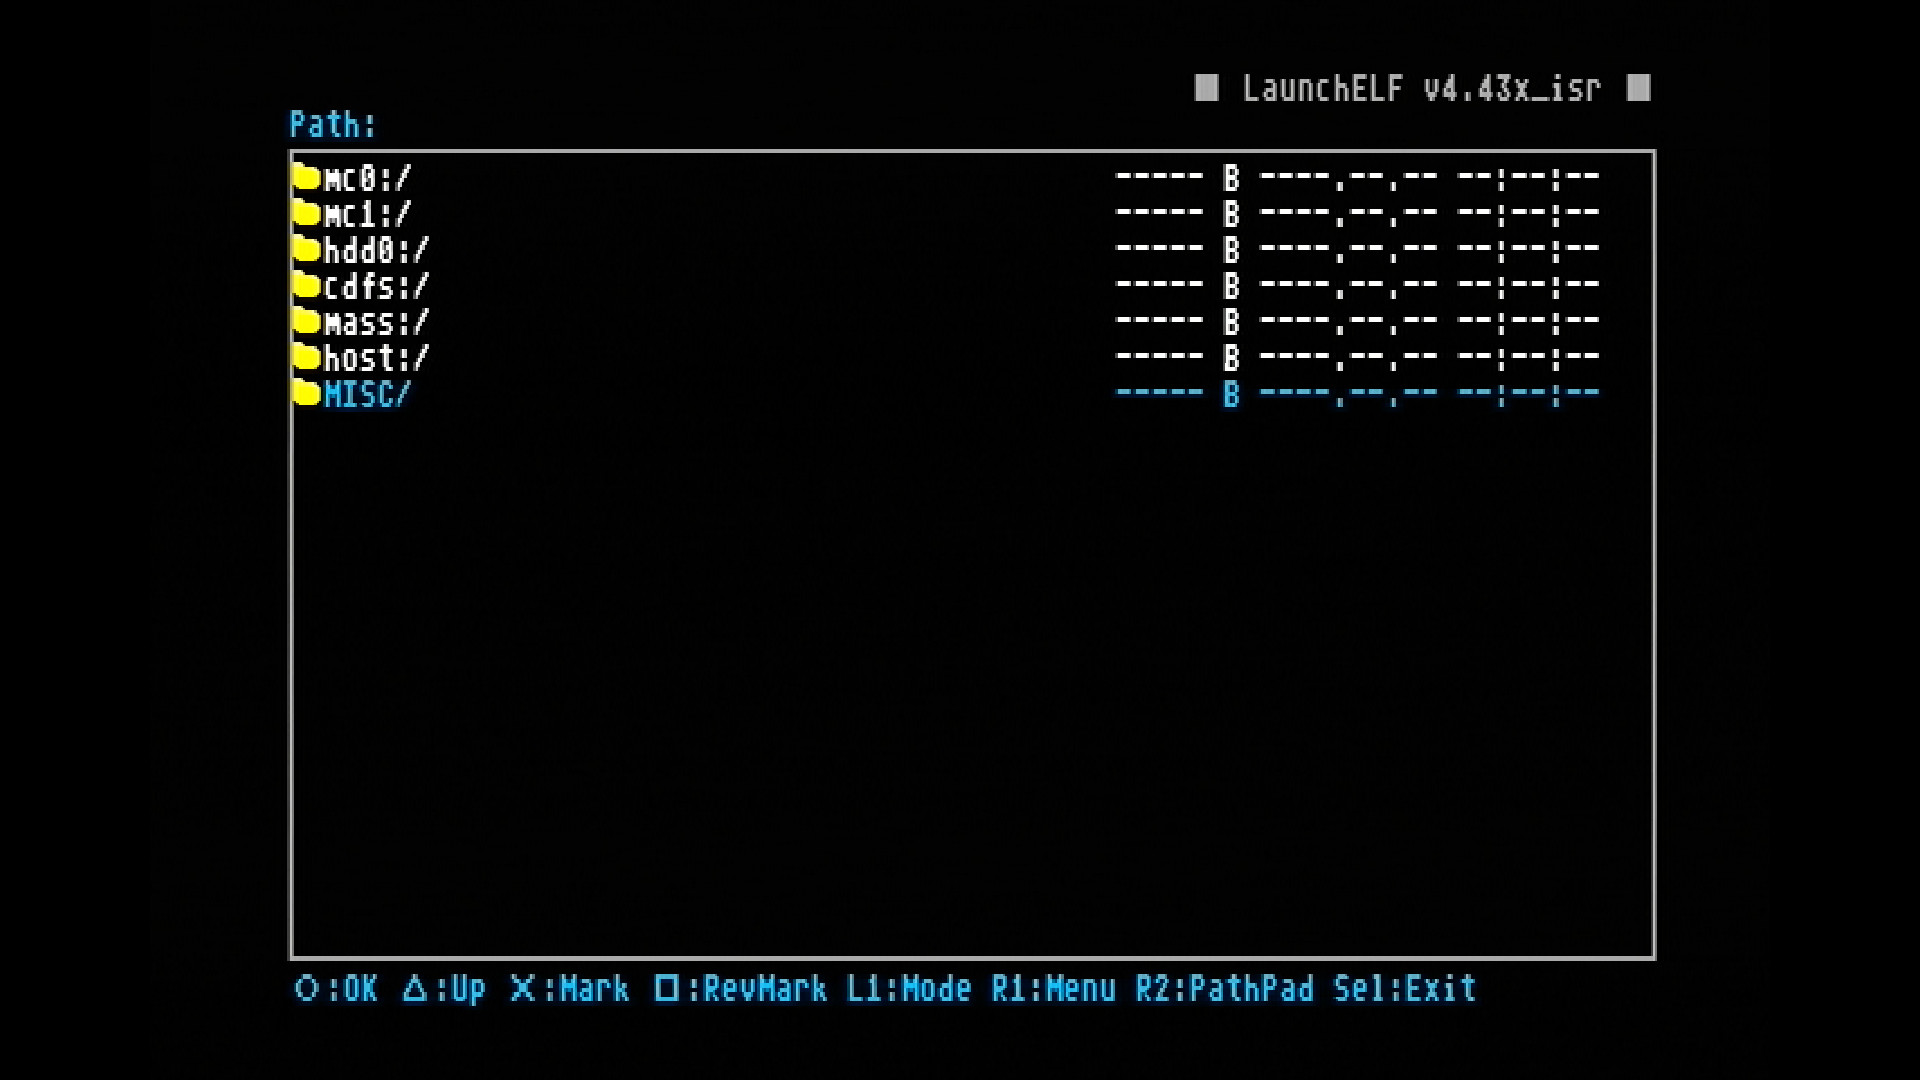 ■ LaunchELF v4.43x_isr ■
Path:
mc0:/ ----- B ----.--.-- --:--:--
mc1:/ ----- B ----.--.-- --:--:--
hdd0:/ ----- B ----.--.-- --:--:--
cdfs:/ ----- B ----.--.-- --:--:--
mass:/ ----- B ----.--.-- --:--:--
host:/ ----- B ----.--.-- --:--:--
MISC/ ----- B ----.--.-- --:--:--
○:OK △:Up X:Mark □:RevMark L1:Mode R1:Menu R2:PathPad Sel:Exit